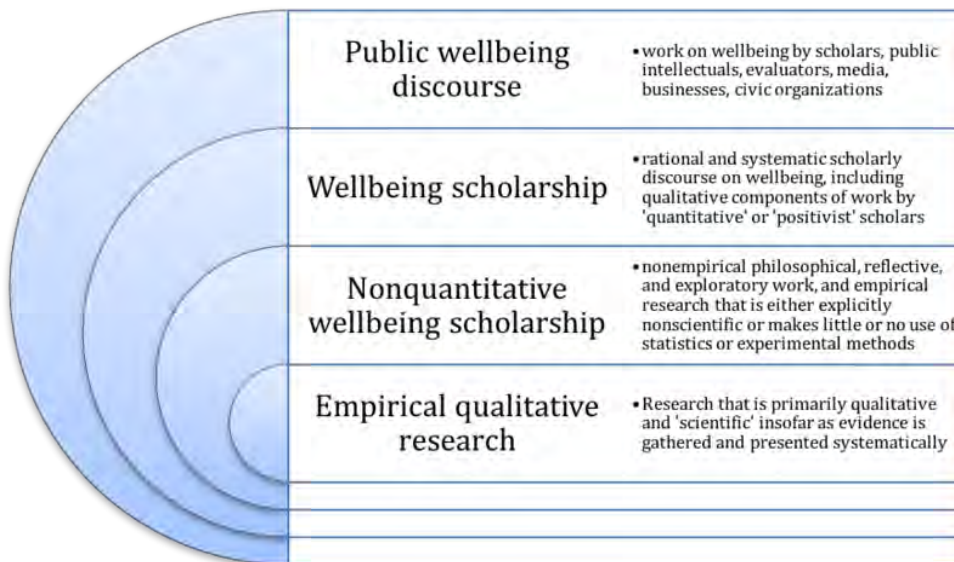 Public wellbeing
discourse
•work on wellbeing by scholars, public
intellectuals, evaluators, media,
businesses, civic organizations
Wellbeing scholarship
•rational and systematic scholarly
discourse on wellbeing, including
qualitative components of work by
'quantitative' or 'positivist' scholars
Nonquantitative
wellbeing scholarship
•nonempirical philosophical, reflective,
and exploratory work, and empirical
research that is either explicitly
nonscientific or makes little or no use of
statistics or experimental methods
Empirical qualitative
research
•Research that is primarily qualitative
and 'scientific' insofar as evidence is
gathered and presented systematically